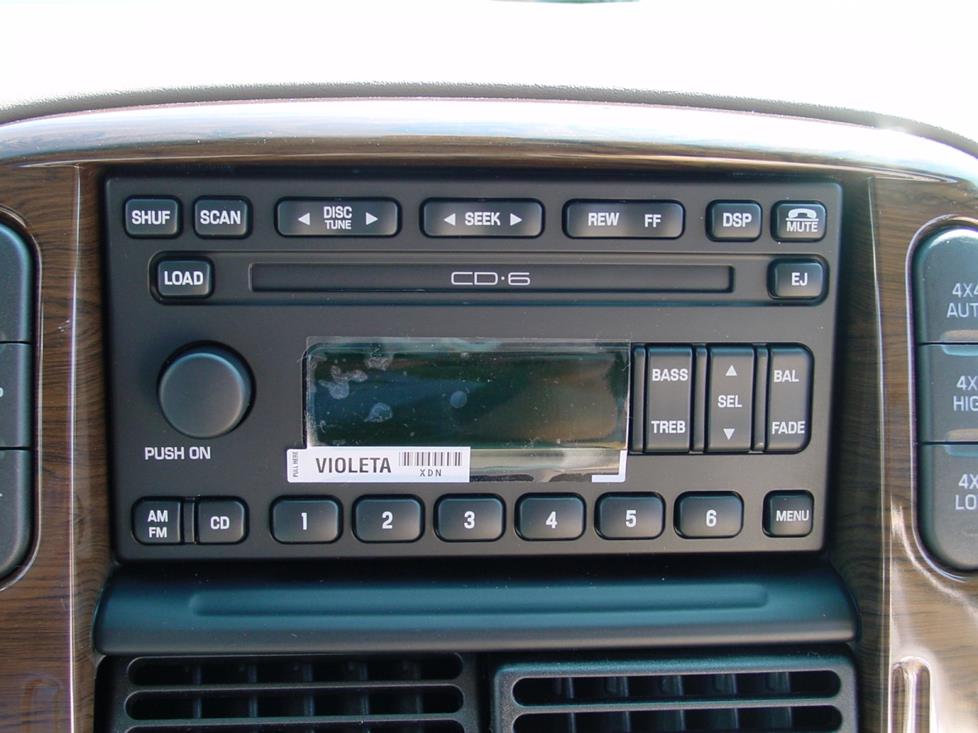 SHUF SCAN DISC TUNE SEEK REW FF DSP MUTE
LOAD CD·6 EJ
4X4
AUT
BASS SEL BAL
TREB FADE
4X
HIG
PUSH ON
PULL HERE VIOLETA
XDN
4X
LO
AM FM CD 1 2 3 4 5 6 MENU